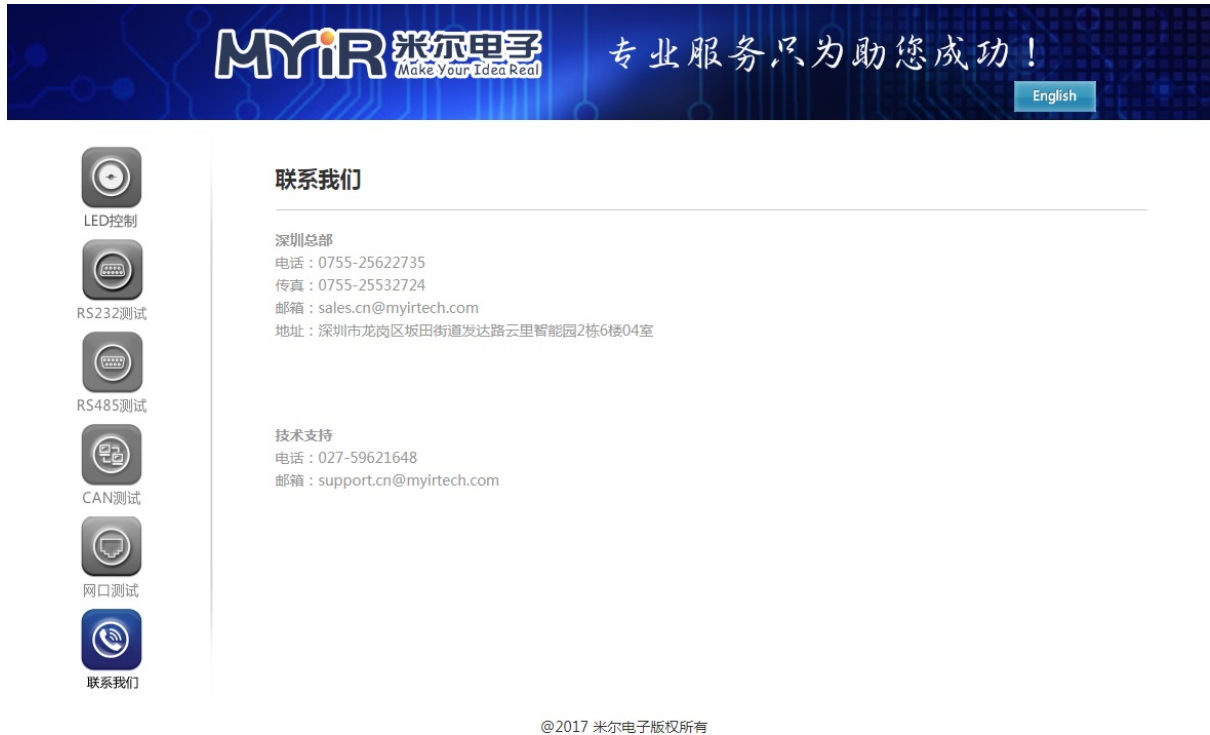 MYiR 米尔电子
Make Your Idea Real
专业服务只为助您成功！
English
LED控制
RS232测试
RS485测试
CAN测试
网口测试
联系我们
联系我们
深圳总部
电话：0755-25622735
传真：0755-25532724
邮箱：sales.cn@myirtech.com
地址：深圳市龙岗区坂田街道发达路云里智能园2栋6楼04室
技术支持
电话：027-59621648
邮箱：support.cn@myirtech.com
@2017 米尔电子版权所有